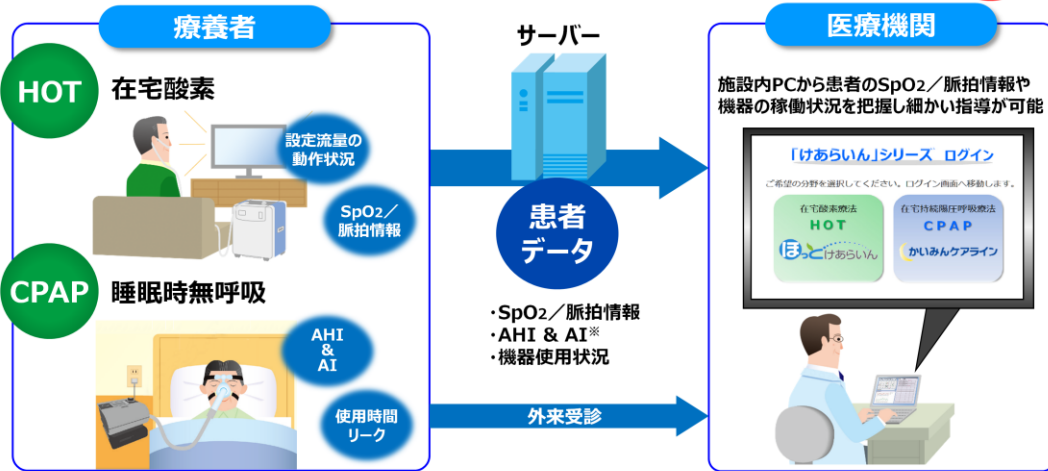 療養者
HOT
在宅酸素
設定流量の
動作状況
SpO2／
脈拍情報
CPAP
睡眠時無呼吸
AHI
&
AI
使用時間
リーク
サーバー
患者
データ
・SpO2／脈拍情報
・AHI & AI※
・機器使用状況
外来受診
医療機関
施設内PCから患者のSpO2／脈拍情報や
機器の稼働状況を把握し細かい指導が可能
「けあらいん」シリーズ ログイン
ご希望の分野を選択してください。ログイン画面へ移動します。
在宅酸素療法
HOT
ほっとけあらいん
在宅持続陽圧呼吸療法
CPAP
かいみんケアライン